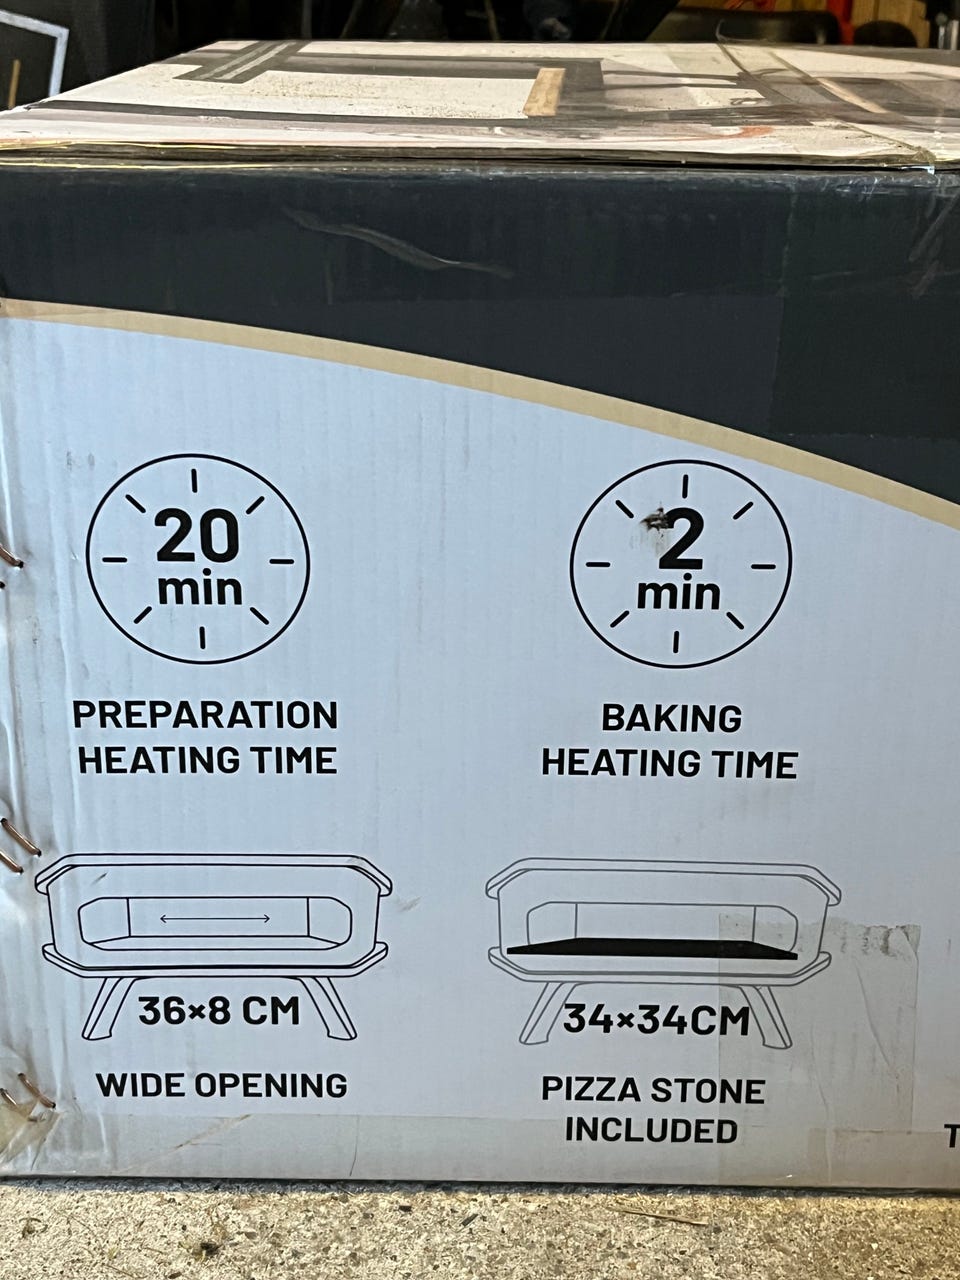 20
min
PREPARATION
HEATING TIME
2
min
BAKING
HEATING TIME
36×8 CM
WIDE OPENING
34×34CM
PIZZA STONE
INCLUDED